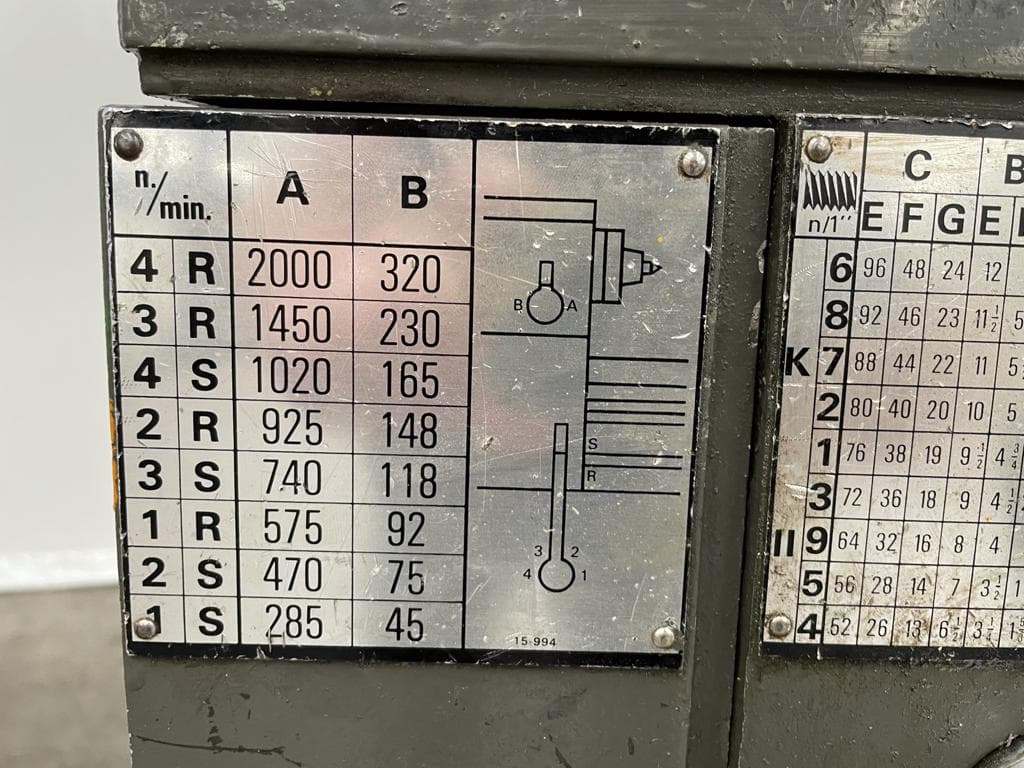 n./min. A B
4 R 2000 320
3 R 1450 230
4 S 1020 165
2 R 925 148
3 S 740 118
1 R 575 92
2 S 470 75
1 S 285 45
B A
S
R
3 2
4 1
15-994
n/1'' C B
E F G E
6 96 48 24 12
8 92 46 23 11½ 5
K 7 88 44 22 11 5
2 80 40 20 10 5
1 76 38 19 9½ 4¾
3 72 36 18 9 4½
II 9 64 32 16 8 4
5 56 28 14 7 3½
4 52 26 13 6½